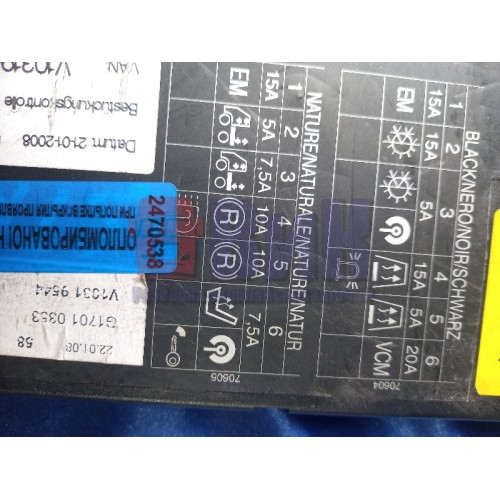 VAN
Bestückungskontrolle
Datum 21-01-2008
ОПЛОМБИРОВАНО!
ПРИ ПОПЫТКЕ ВСКРЫТИЯ
2470538
V1031 9544
G1701 0353
22.01.08
58
BLACK/NERO/NOIR/SCHWARZ
1 2 3 4 5 6
15A 15A 5A 15A 5A 20A
EM VCM
70604
NATURE/NATURALE/NATURE/NATUR
1 2 3 4 5 6
15A 5A 7,5A 10A 10A 7,5A
EM R R
70605